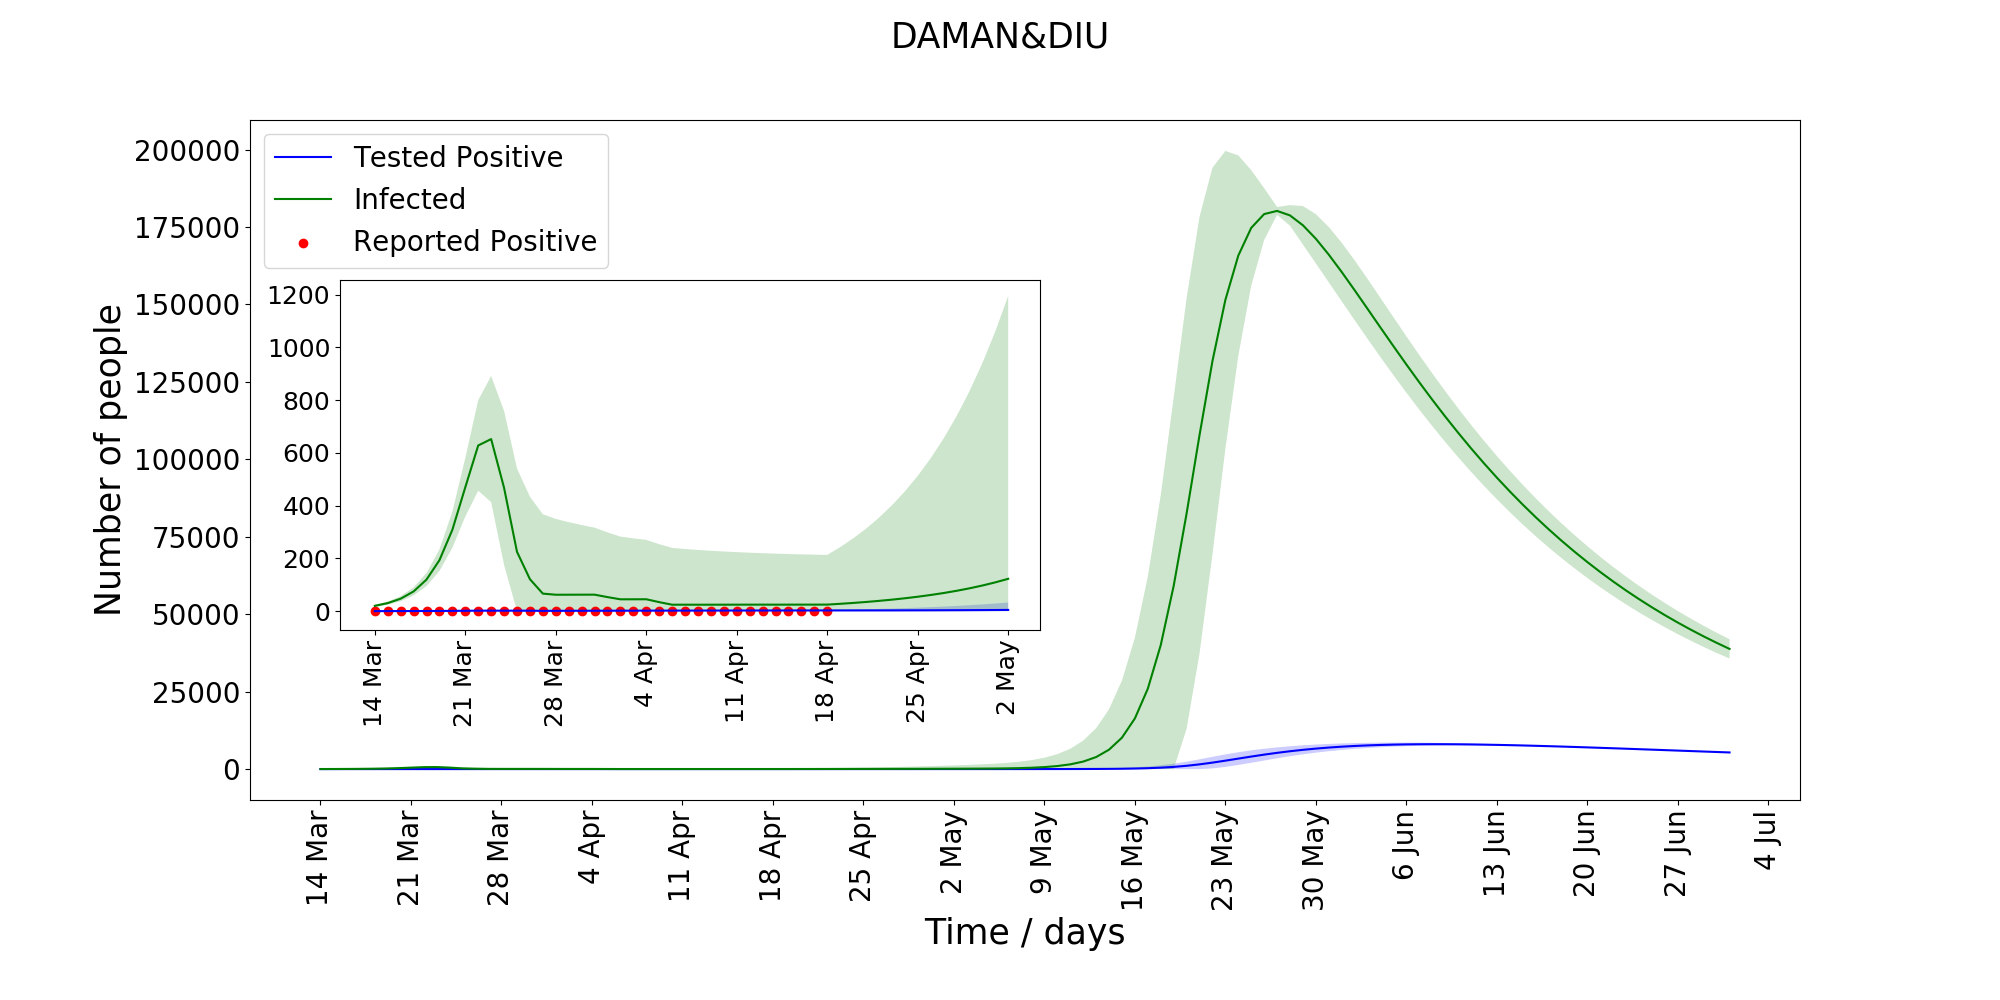 DAMAN&DIU
Tested Positive
Infected
Reported Positive
Number of people
200000
175000
150000
125000
100000
75000
50000
25000
0
1200
1000
800
600
400
200
0
14 Mar
21 Mar
28 Mar
4 Apr
11 Apr
18 Apr
25 Apr
2 May
14 Mar
21 Mar
28 Mar
4 Apr
11 Apr
18 Apr
25 Apr
2 May
9 May
16 May
23 May
30 May
6 Jun
13 Jun
20 Jun
27 Jun
4 Jul
Time / days